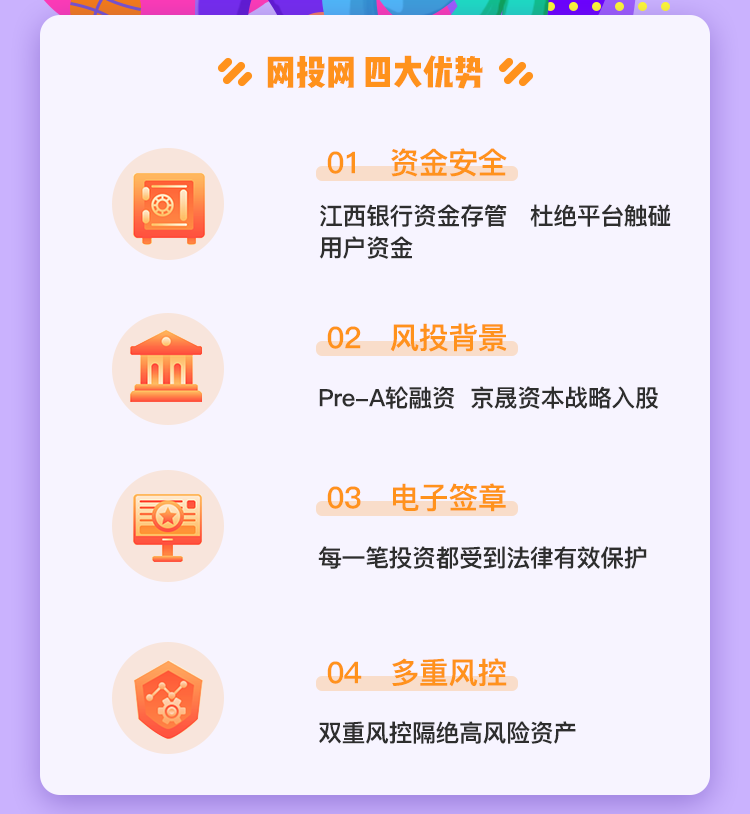 网投网 四大优势
01 资金安全
江西银行资金存管 杜绝平台触碰
用户资金
02 风投背景
Pre-A轮融资 京晟资本战略入股
03 电子签章
每一笔投资都受到法律有效保护
04 多重风控
双重风控隔绝高风险资产